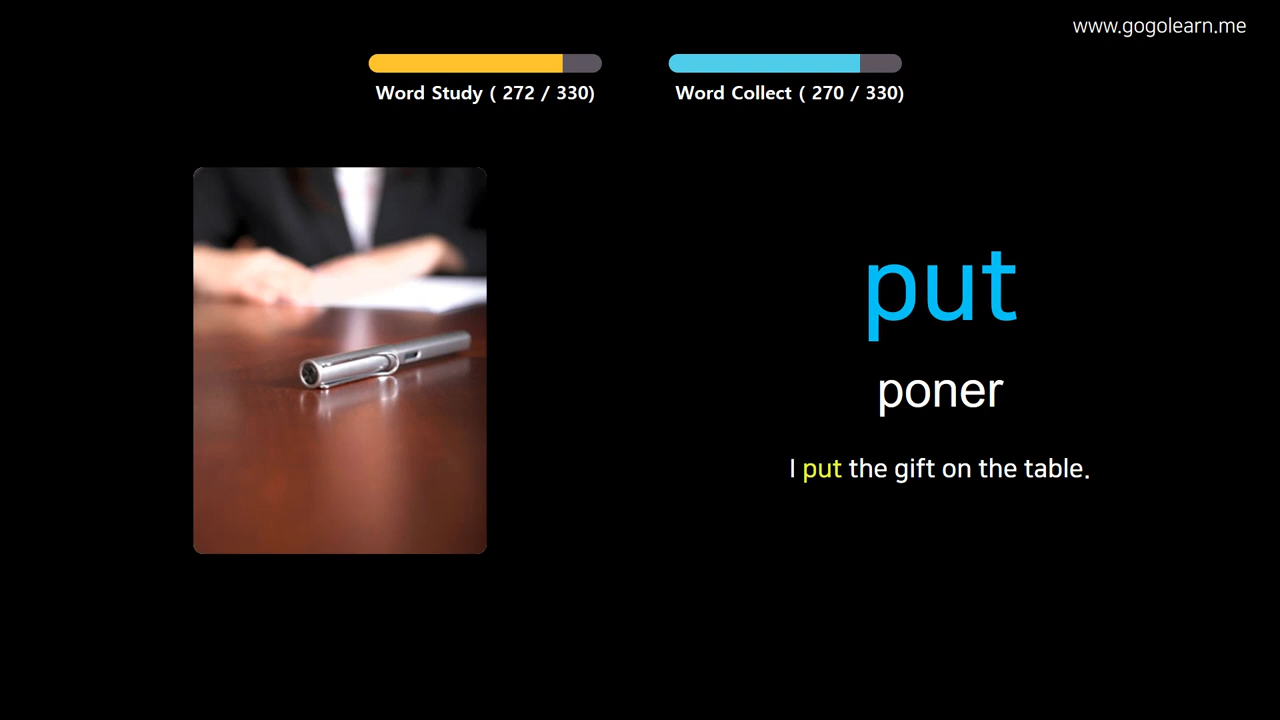 www.gogolearn.me
Word Study ( 272 / 330)
Word Collect ( 270 / 330)
put
poner
I put the gift on the table.